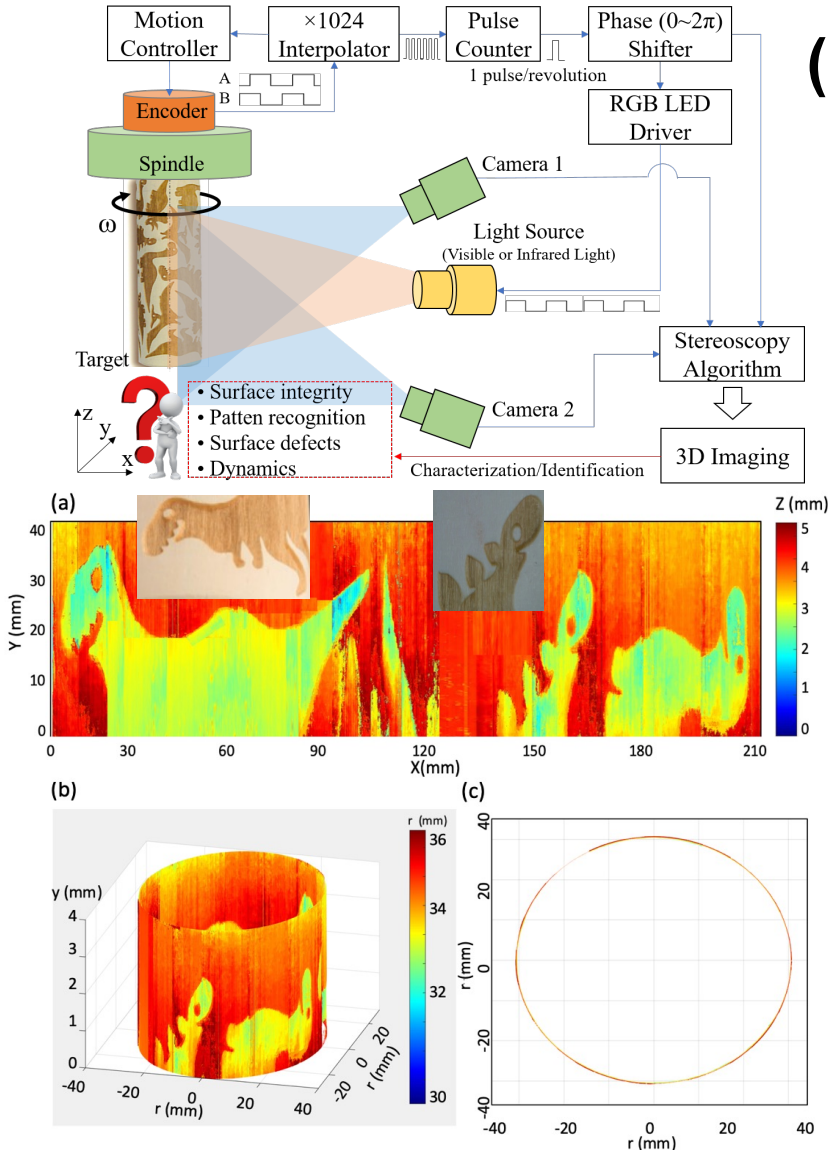 Motion
Controller
×1024
Interpolator
Pulse
Counter
Phase (0~2π)
Shifter
(
1 pulse/revolution
A
B
Encoder
RGB LED
Driver
Spindle
Camera 1
ω
Light Source
(Visible or Infrared Light)
Target
Stereoscopy
Algorithm
• Surface integrity
• Patten recognition
• Surface defects
• Dynamics
Camera 2
z
y
x
Characterization/Identification
3D Imaging
(a)
Z (mm)
40
30
20
10
0
Y (mm)
5
4
3
2
1
0
0 30 60 90 120 150 180 210
X(mm)
(b)
r (mm)
36
34
32
30
y (mm)
4
3
2
1
0
-40 -20 0 20 40
r (mm)
-20 0 20
r (mm)
(c)
40
20
0
-20
-40
r (mm)
-40 -20 0 20 40
r (mm)